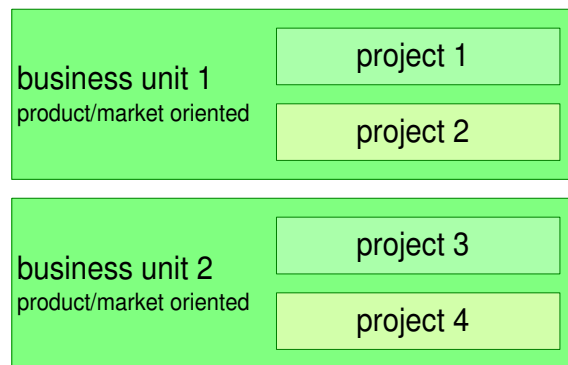 business unit 1
product/market oriented
project 1
project 2
business unit 2
product/market oriented
project 3
project 4